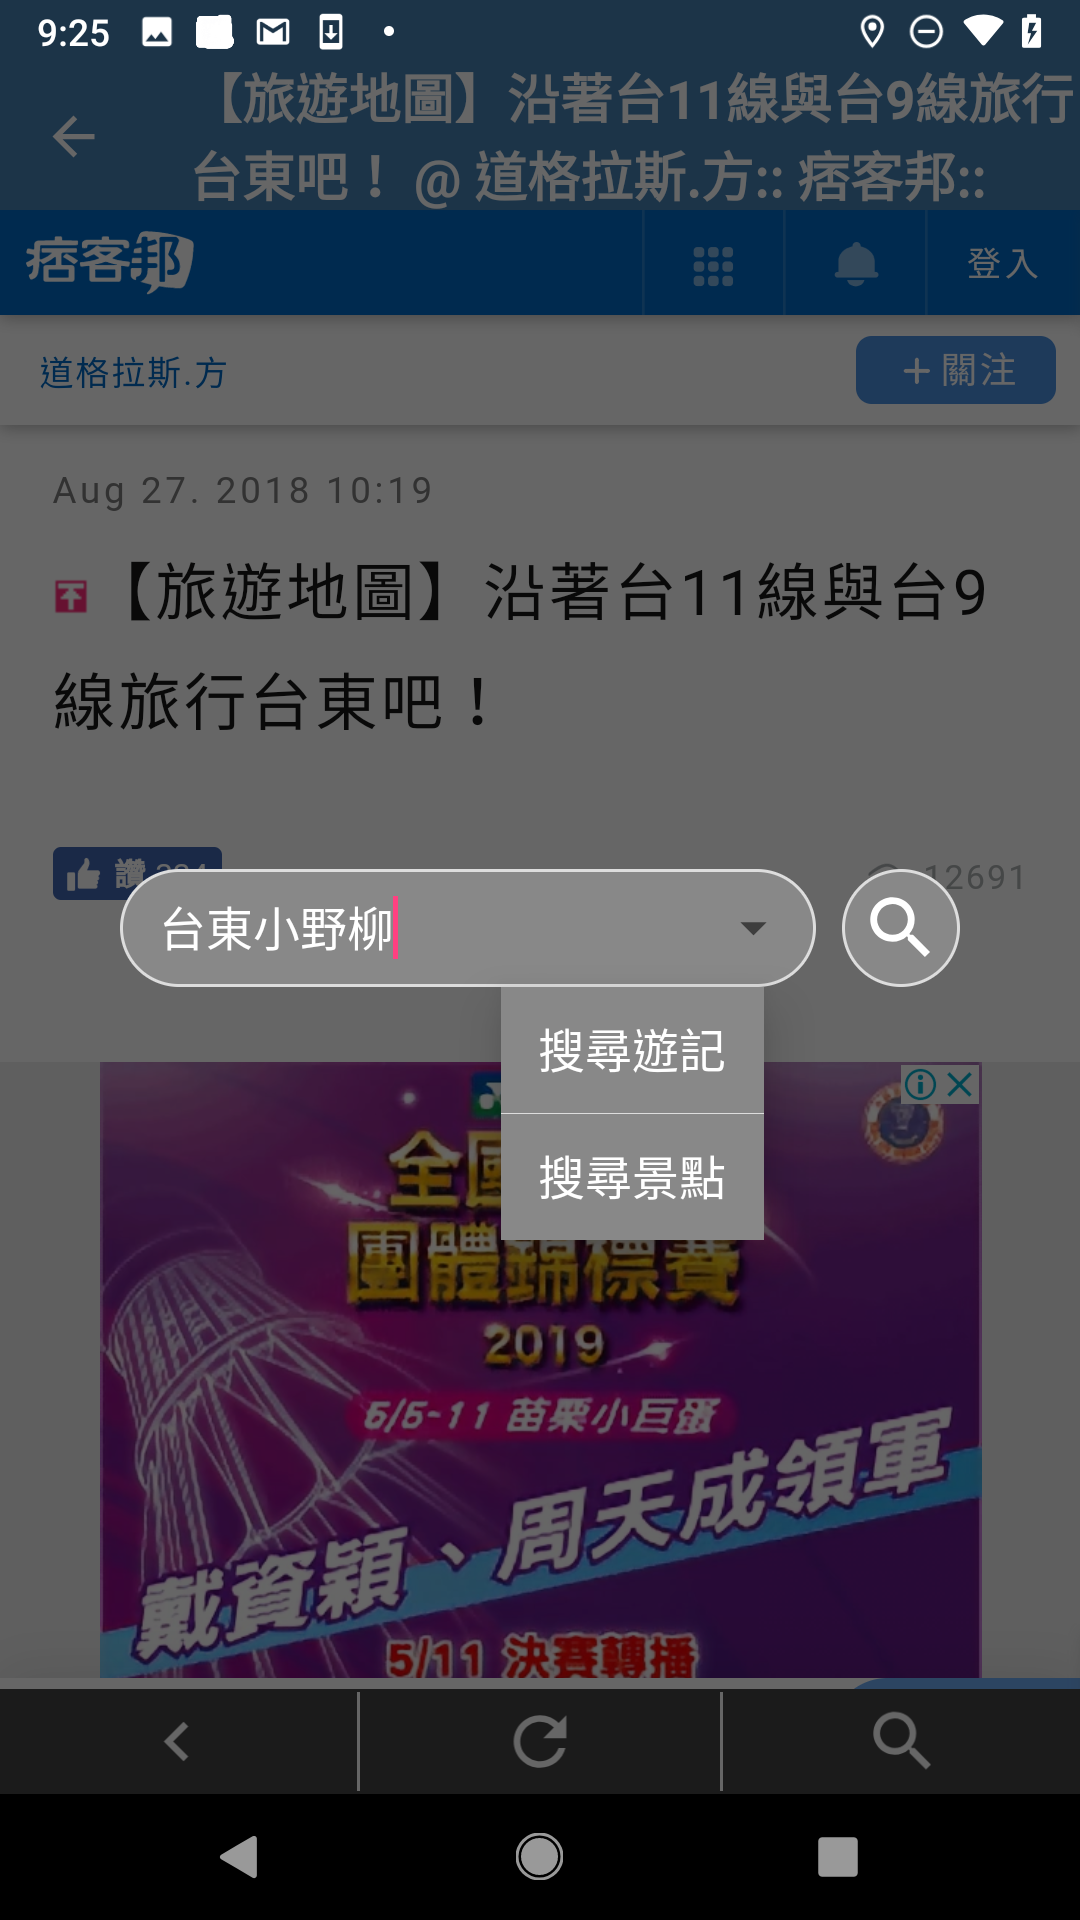 9:25
【旅遊地圖】沿著台11線與台9線旅行
台東吧！ @ 道格拉斯.方:: 痞客邦::
痞客邦
登入
道格拉斯.方
+ 關注
Aug 27. 2018 10:19
【旅遊地圖】沿著台11線與台9
線旅行台東吧！
讚
12691
台東小野柳
搜尋遊記
搜尋景點
全國
團體錦標賽
2019
5/5-11 苗栗小巨蛋
戴資穎、周天成領軍
5/11 決賽轉播